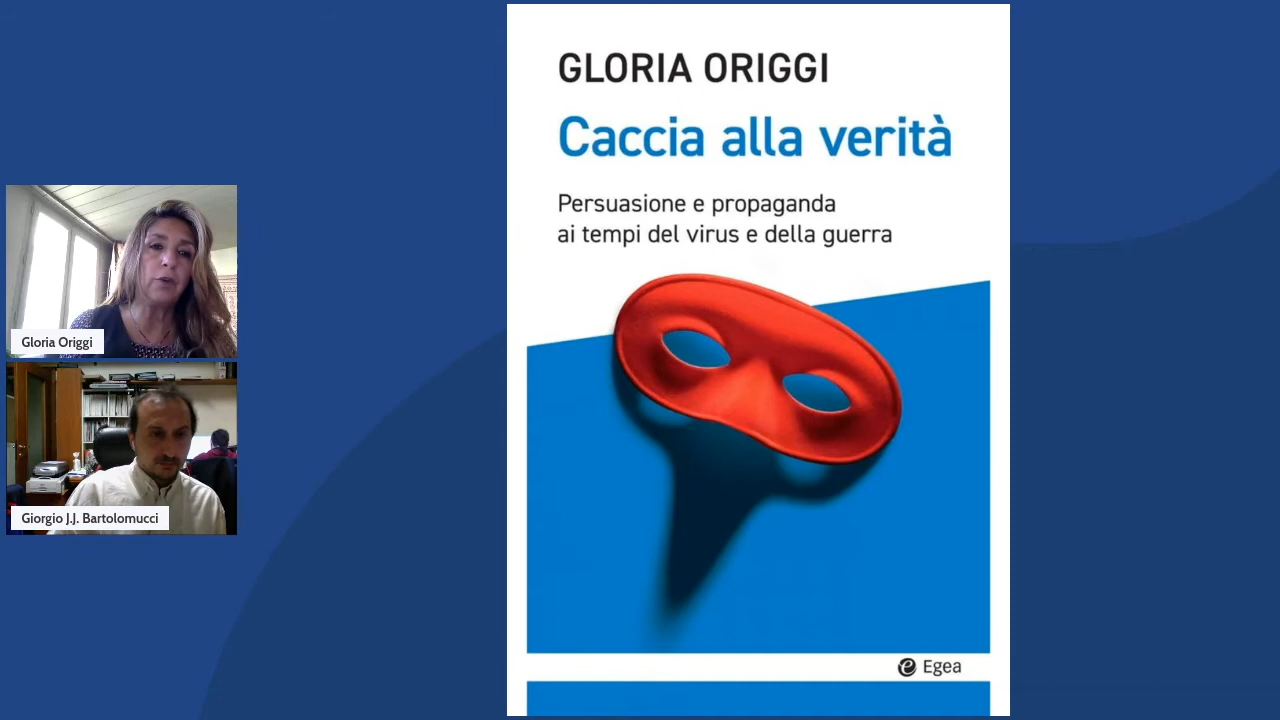 GLORIA ORIGGI
Caccia alla verità
Persuasione e propaganda
ai tempi del virus e della guerra
Gloria Origgi
Giorgio J.J. Bartolomucci
e Egea